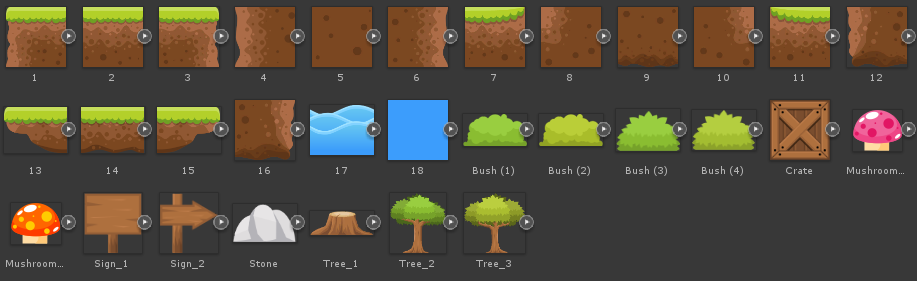 1 2 3 4 5 6 7 8 9 10 11 12
13 14 15 16 17 18 Bush (1) Bush (2) Bush (3) Bush (4) Crate Mushroom...
Mushroom... Sign_1 Sign_2 Stone Tree_1 Tree_2 Tree_3